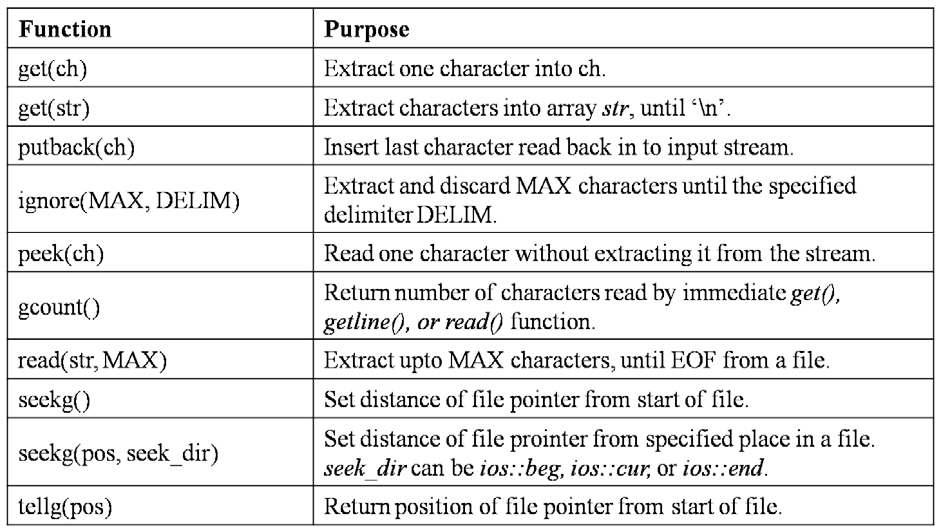 Function Purpose
get(ch) Extract one character into ch.
get(str) Extract characters into array str, until ‘\n’.
putback(ch) Insert last character read back in to input stream.
ignore(MAX, DELIM) Extract and discard MAX characters until the specified
delimiter DELIM.
peek(ch) Read one character without extracting it from the stream.
gcount() Return number of characters read by immediate get(),
getline(), or read() function.
read(str, MAX) Extract upto MAX characters, until EOF from a file.
seekg() Set distance of file pointer from start of file.
seekg(pos, seek_dir) Set distance of file prointer from specified place in a file.
seek_dir can be ios::beg, ios::cur, or ios::end.
tellg(pos) Return position of file pointer from start of file.